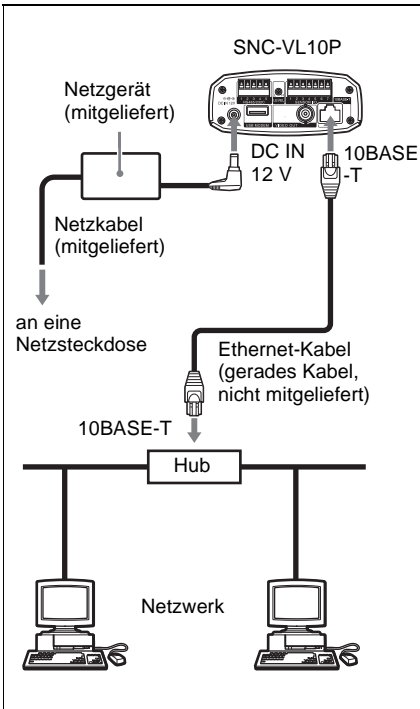 SNC-VL10P
Netzgerät
(mitgeliefert)
DC IN
12 V
10BASE
-T
Netzkabel
(mitgeliefert)
an eine
Netzsteckdose
Ethernet-Kabel
(gerades Kabel,
nicht mitgeliefert)
10BASE-T
Hub
Netzwerk